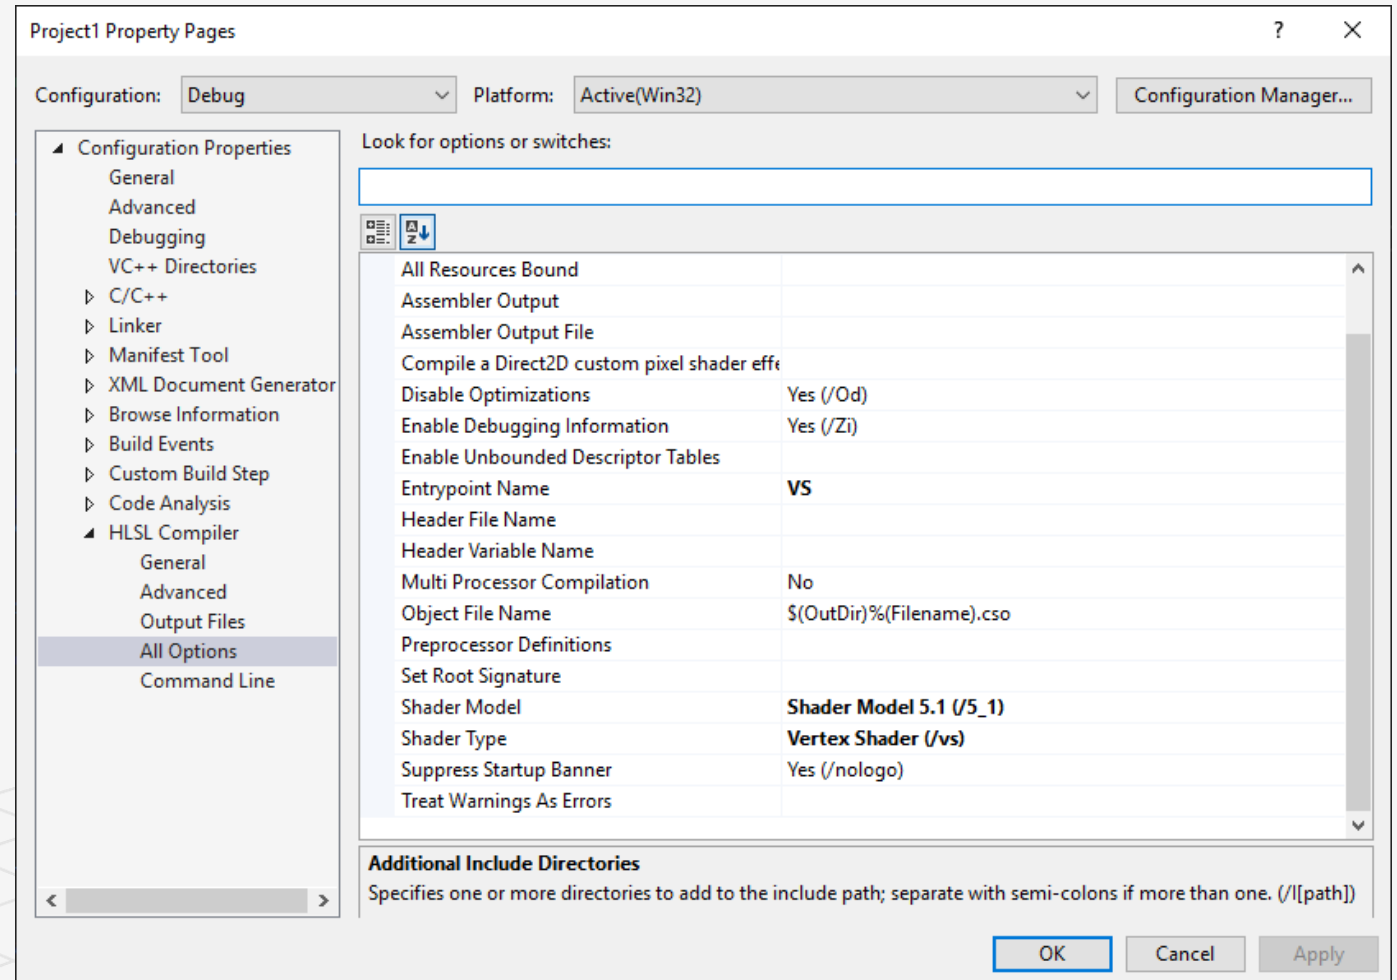 Project1 Property Pages
?
Configuration: Debug Platform: Active(Win32) Configuration Manager...
Configuration Properties
General
Advanced
Debugging
VC++ Directories
C/C++
Linker
Manifest Tool
XML Document Generator
Browse Information
Build Events
Custom Build Step
Code Analysis
HLSL Compiler
General
Advanced
Output Files
All Options
Command Line
Look for options or switches:
All Resources Bound
Assembler Output
Assembler Output File
Compile a Direct2D custom pixel shader effe
Disable Optimizations Yes (/Od)
Enable Debugging Information Yes (/Zi)
Enable Unbounded Descriptor Tables
Entrypoint Name VS
Header File Name
Header Variable Name
Multi Processor Compilation No
Object File Name $(OutDir)%(Filename).cso
Preprocessor Definitions
Set Root Signature
Shader Model Shader Model 5.1 (/5_1)
Shader Type Vertex Shader (/vs)
Suppress Startup Banner Yes (/nologo)
Treat Warnings As Errors
Additional Include Directories
Specifies one or more directories to add to the include path; separate with semi-colons if more than one. (/I[path])
OK Cancel Apply